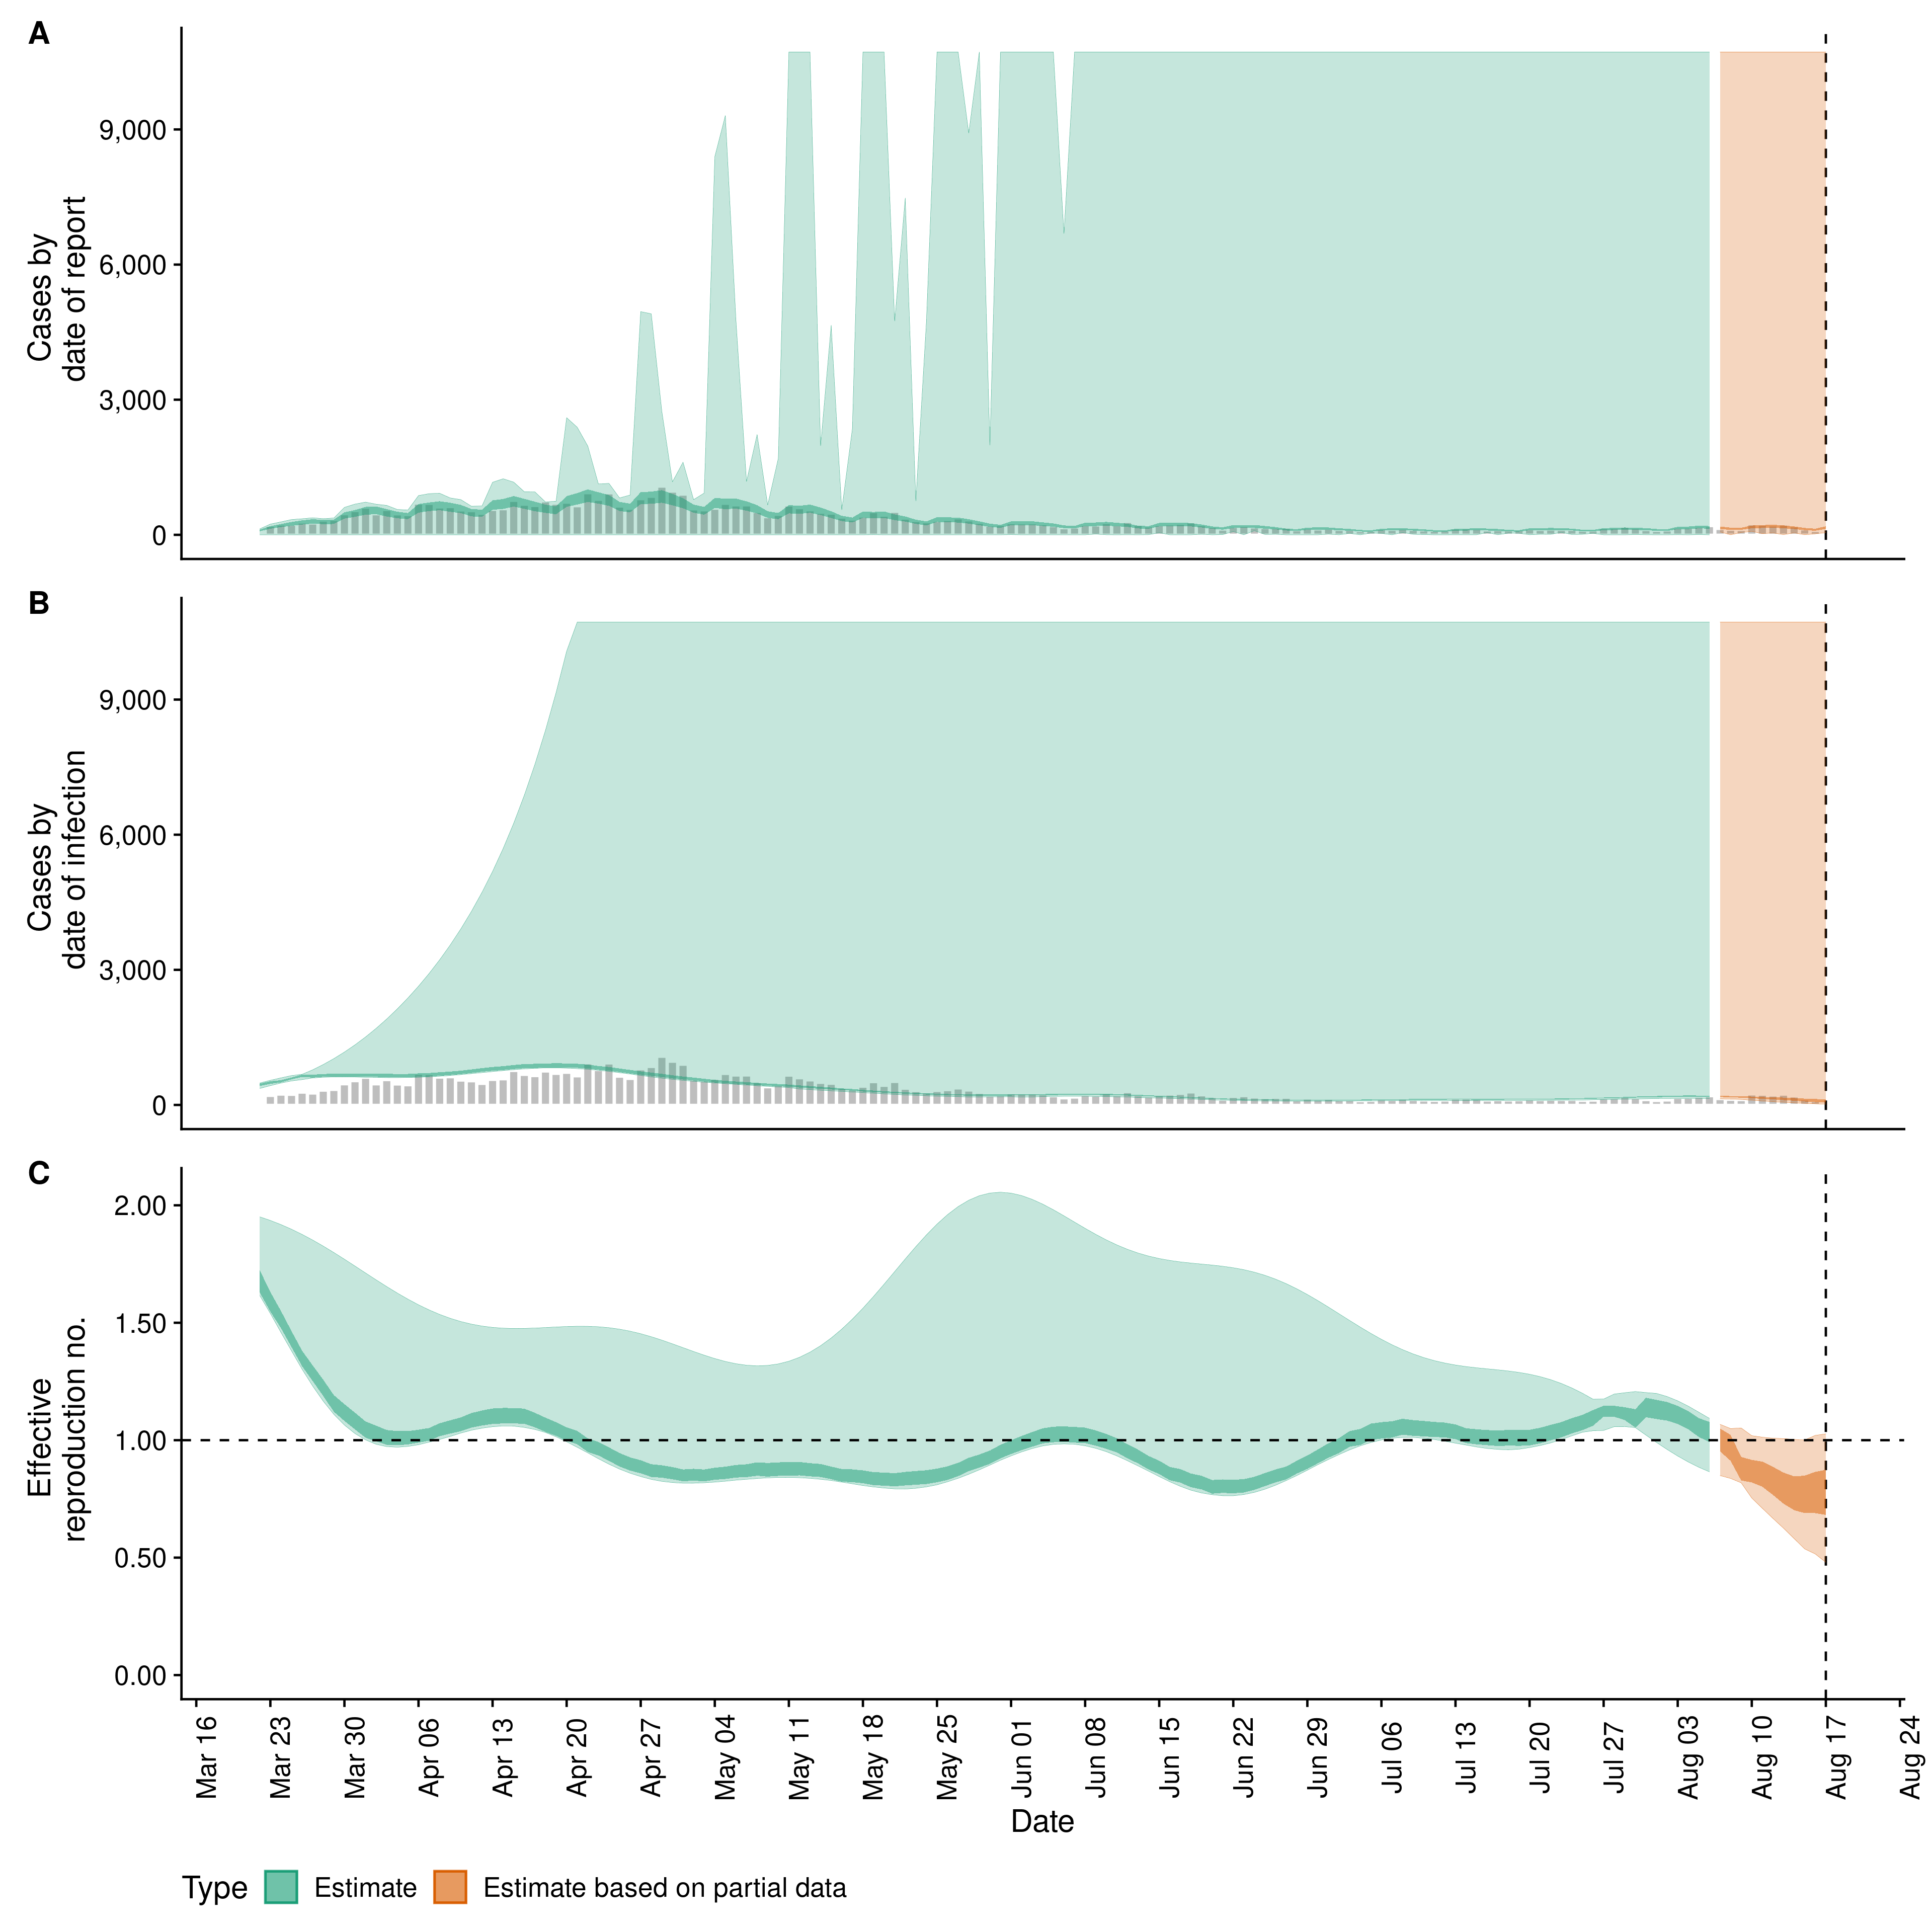 A
9,000
6,000
3,000
0
Cases by
date of report
B
9,000
6,000
3,000
0
Cases by
date of infection
C
2.00
1.50
1.00
0.50
0.00
Effective
reproduction no.
Mar 16
Mar 23
Mar 30
Apr 06
Apr 13
Apr 20
Apr 27
May 04
May 11
May 18
May 25
Jun 01
Jun 08
Jun 15
Jun 22
Jun 29
Jul 06
Jul 13
Jul 20
Jul 27
Aug 03
Aug 10
Aug 17
Aug 24
Date
Type Estimate Estimate based on partial data